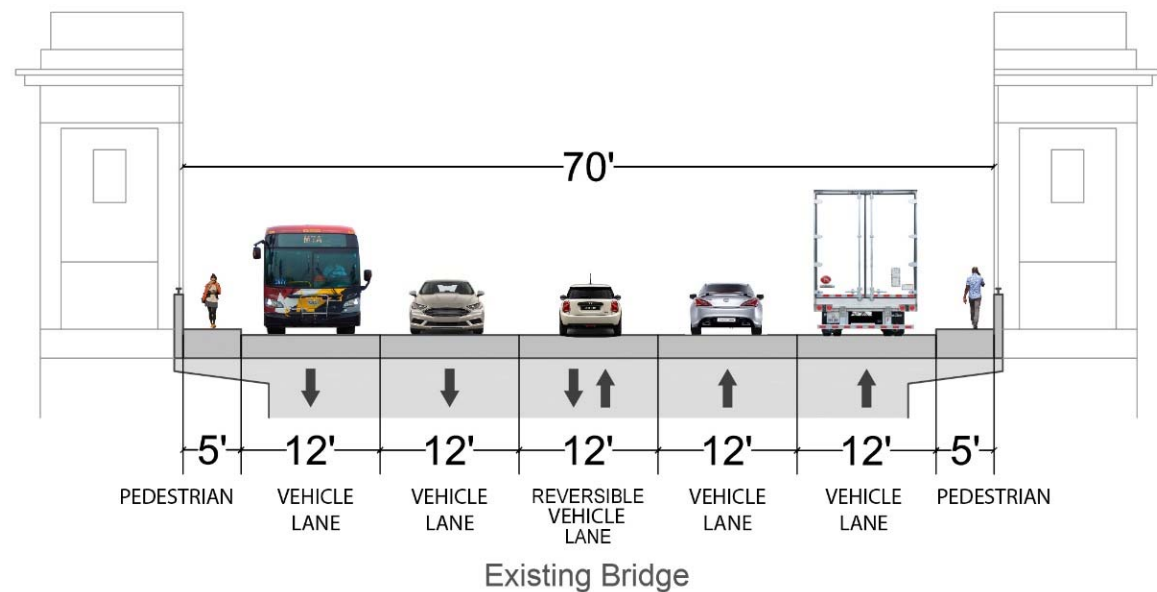 70'
MTA
5'
12'
12'
12'
12'
12'
5'
PEDESTRIAN
VEHICLE
LANE
VEHICLE
LANE
REVERSIBLE
VEHICLE
LANE
VEHICLE
LANE
VEHICLE
LANE
PEDESTRIAN
Existing Bridge